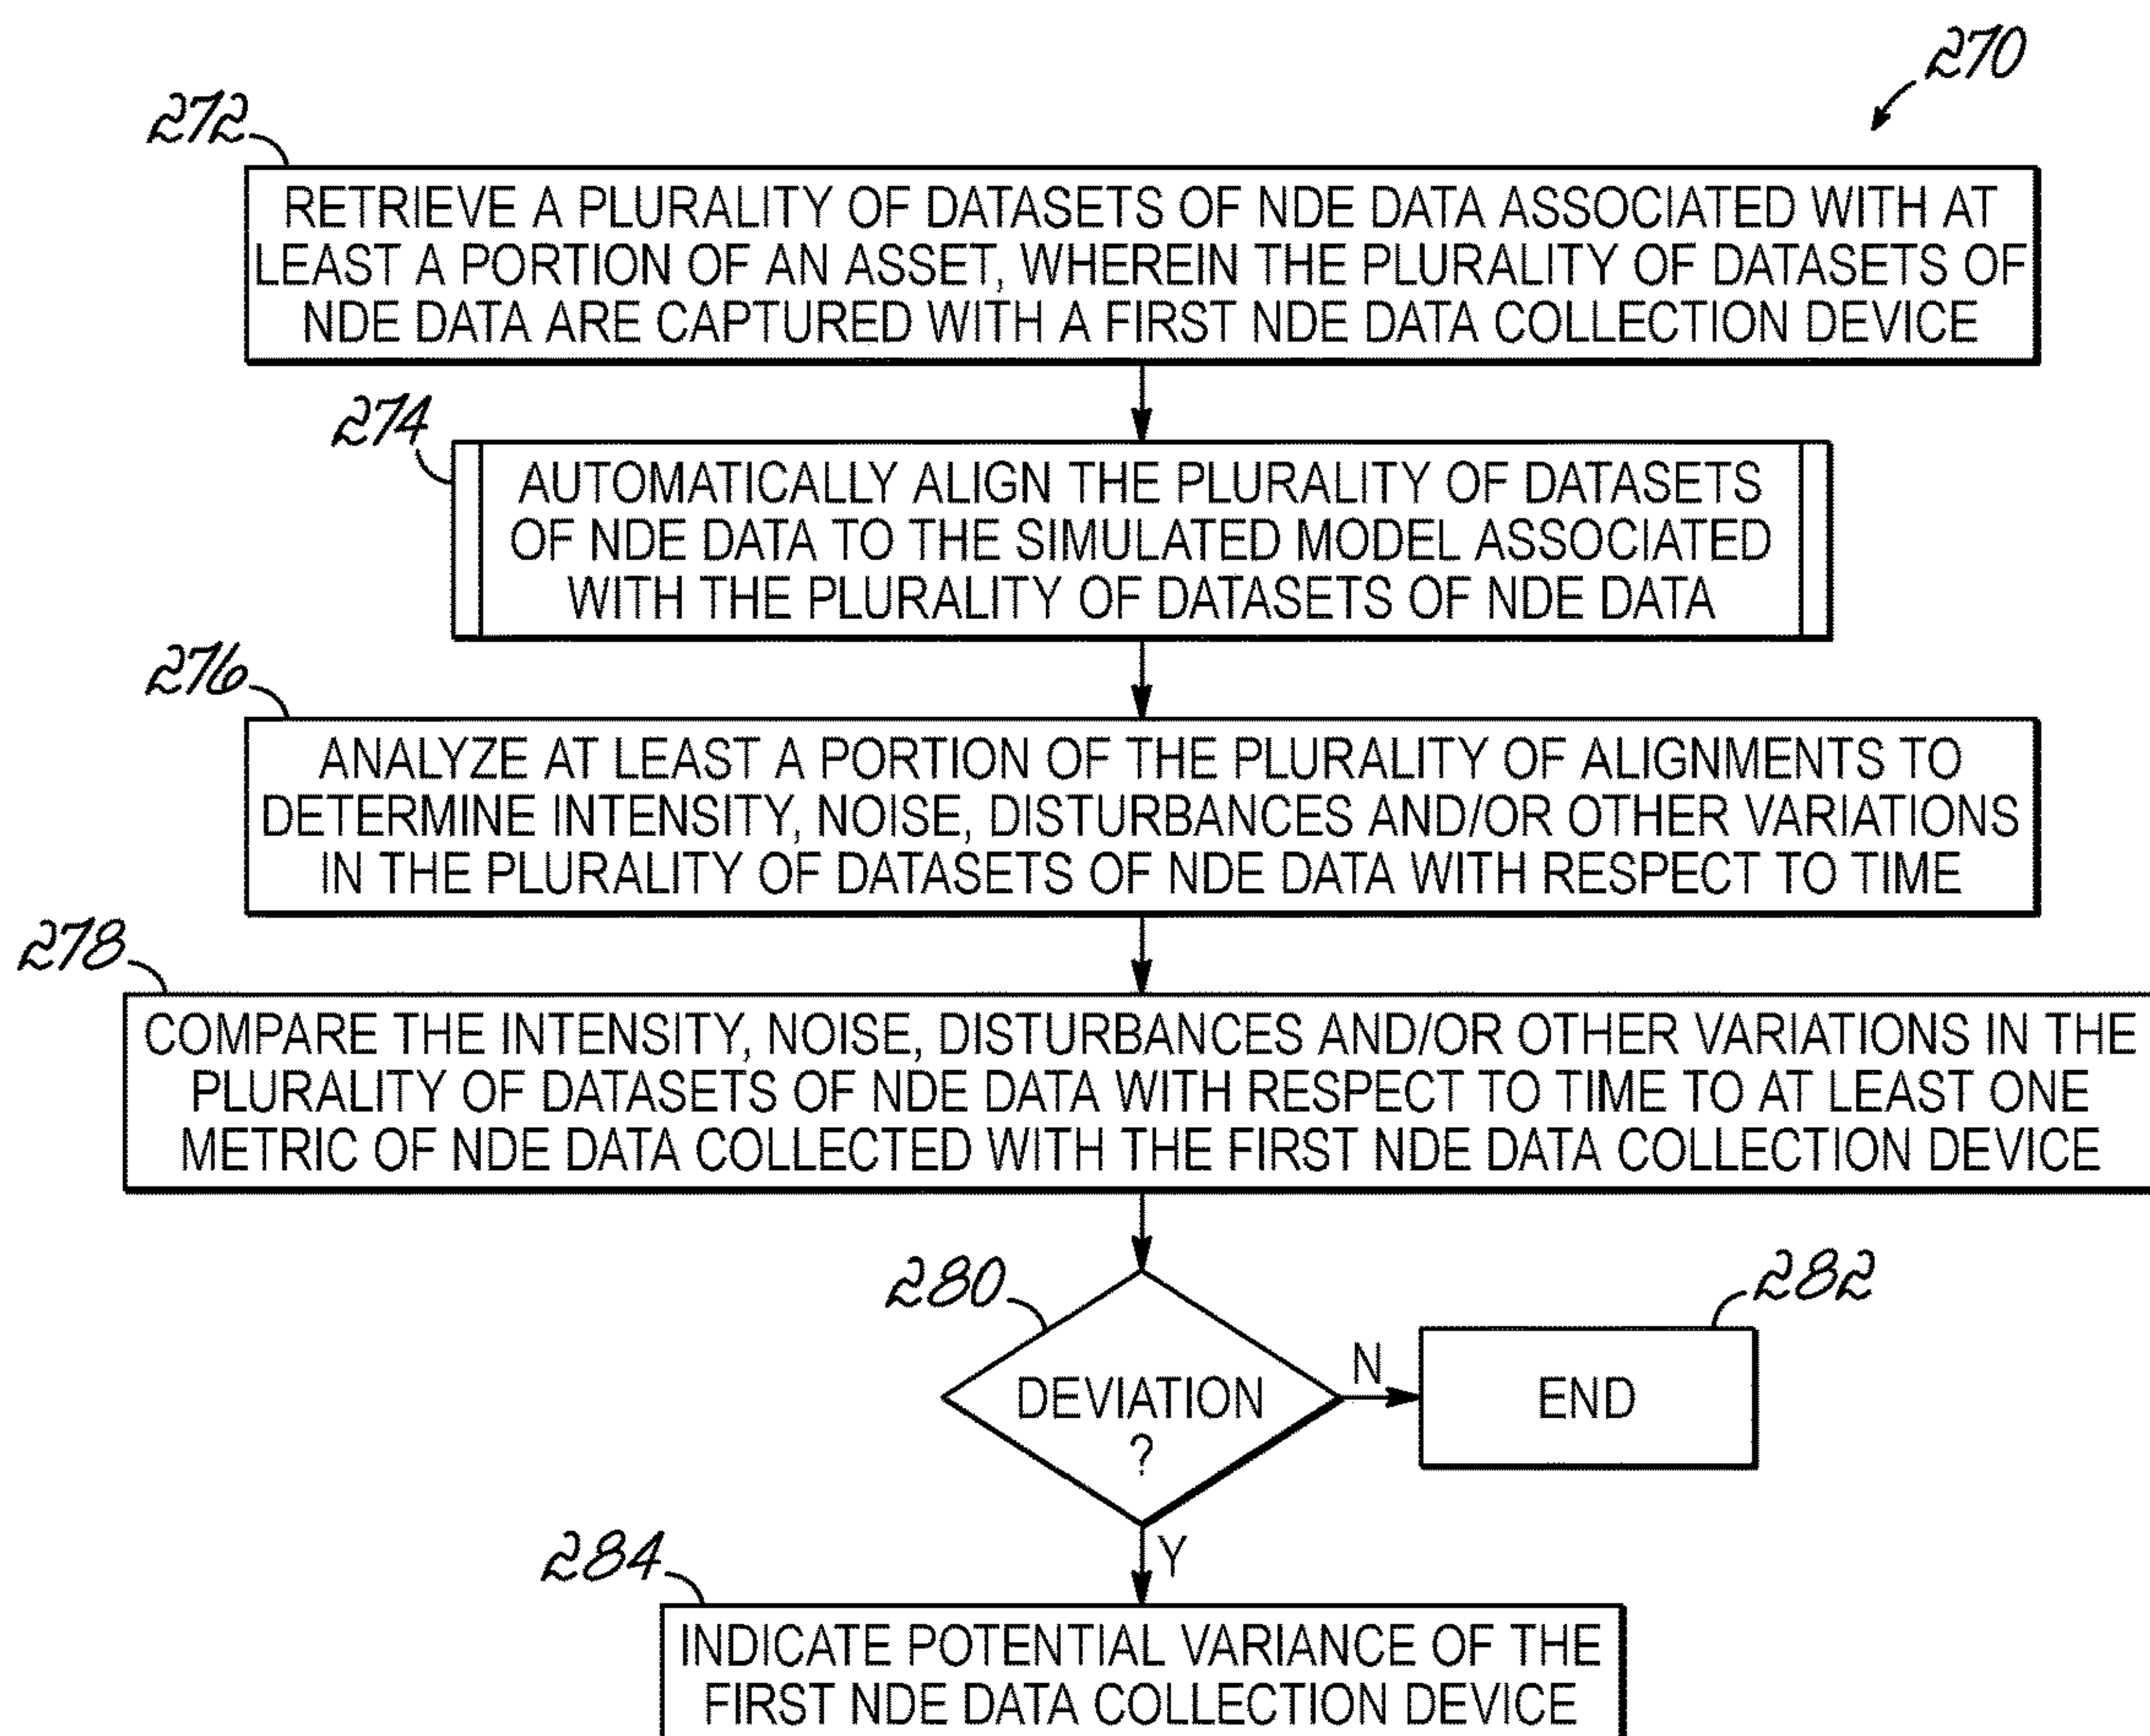 270
272
RETRIEVE A PLURALITY OF DATASETS OF NDE DATA ASSOCIATED WITH AT
LEAST A PORTION OF AN ASSET, WHEREIN THE PLURALITY OF DATASETS OF
NDE DATA ARE CAPTURED WITH A FIRST NDE DATA COLLECTION DEVICE
274
AUTOMATICALLY ALIGN THE PLURALITY OF DATASETS
OF NDE DATA TO THE SIMULATED MODEL ASSOCIATED
WITH THE PLURALITY OF DATASETS OF NDE DATA
276
ANALYZE AT LEAST A PORTION OF THE PLURALITY OF ALIGNMENTS TO
DETERMINE INTENSITY, NOISE, DISTURBANCES AND/OR OTHER VARIATIONS
IN THE PLURALITY OF DATASETS OF NDE DATA WITH RESPECT TO TIME
278
COMPARE THE INTENSITY, NOISE, DISTURBANCES AND/OR OTHER VARIATIONS IN THE
PLURALITY OF DATASETS OF NDE DATA WITH RESPECT TO TIME TO AT LEAST ONE
METRIC OF NDE DATA COLLECTED WITH THE FIRST NDE DATA COLLECTION DEVICE
280
DEVIATION
?
N
282
END
Y
284
INDICATE POTENTIAL VARIANCE OF THE
FIRST NDE DATA COLLECTION DEVICE